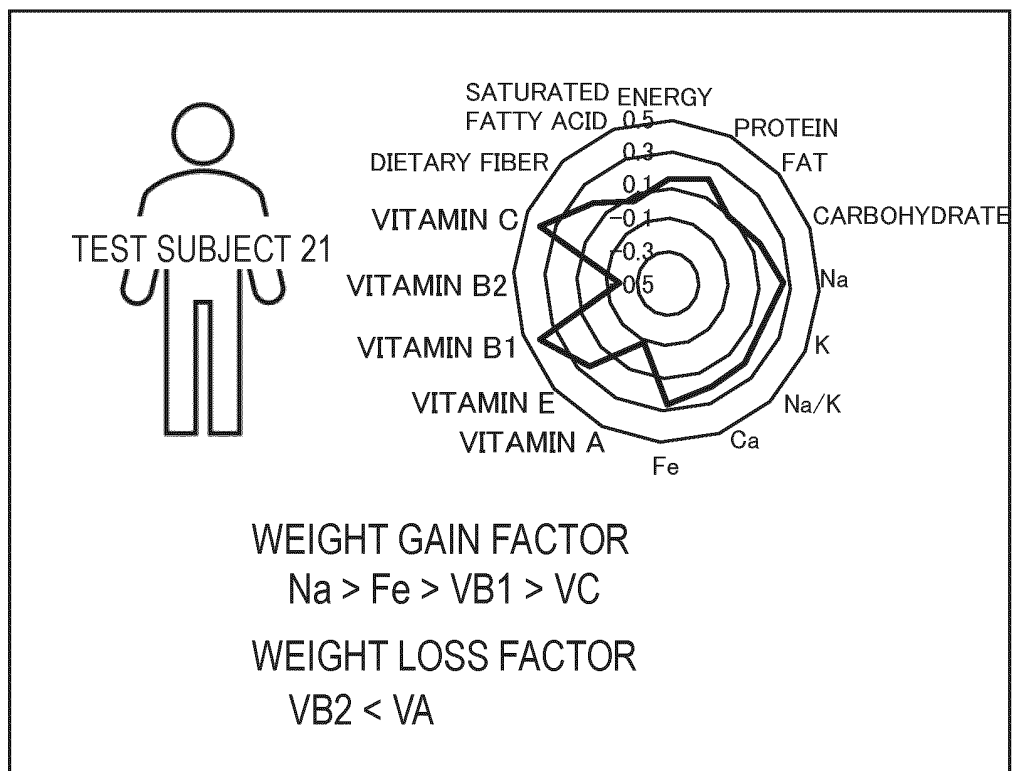 TEST SUBJECT 21
SATURATED
FATTY ACID
ENERGY
PROTEIN
FAT
CARBOHYDRATE
Na
K
Na/K
Ca
Fe
VITAMIN A
VITAMIN E
VITAMIN B1
VITAMIN B2
VITAMIN C
DIETARY FIBER
0.5
0.3
0.1
-0.1
-0.3
-0.5
WEIGHT GAIN FACTOR
Na > Fe > VB1 > VC
WEIGHT LOSS FACTOR
VB2 < VA